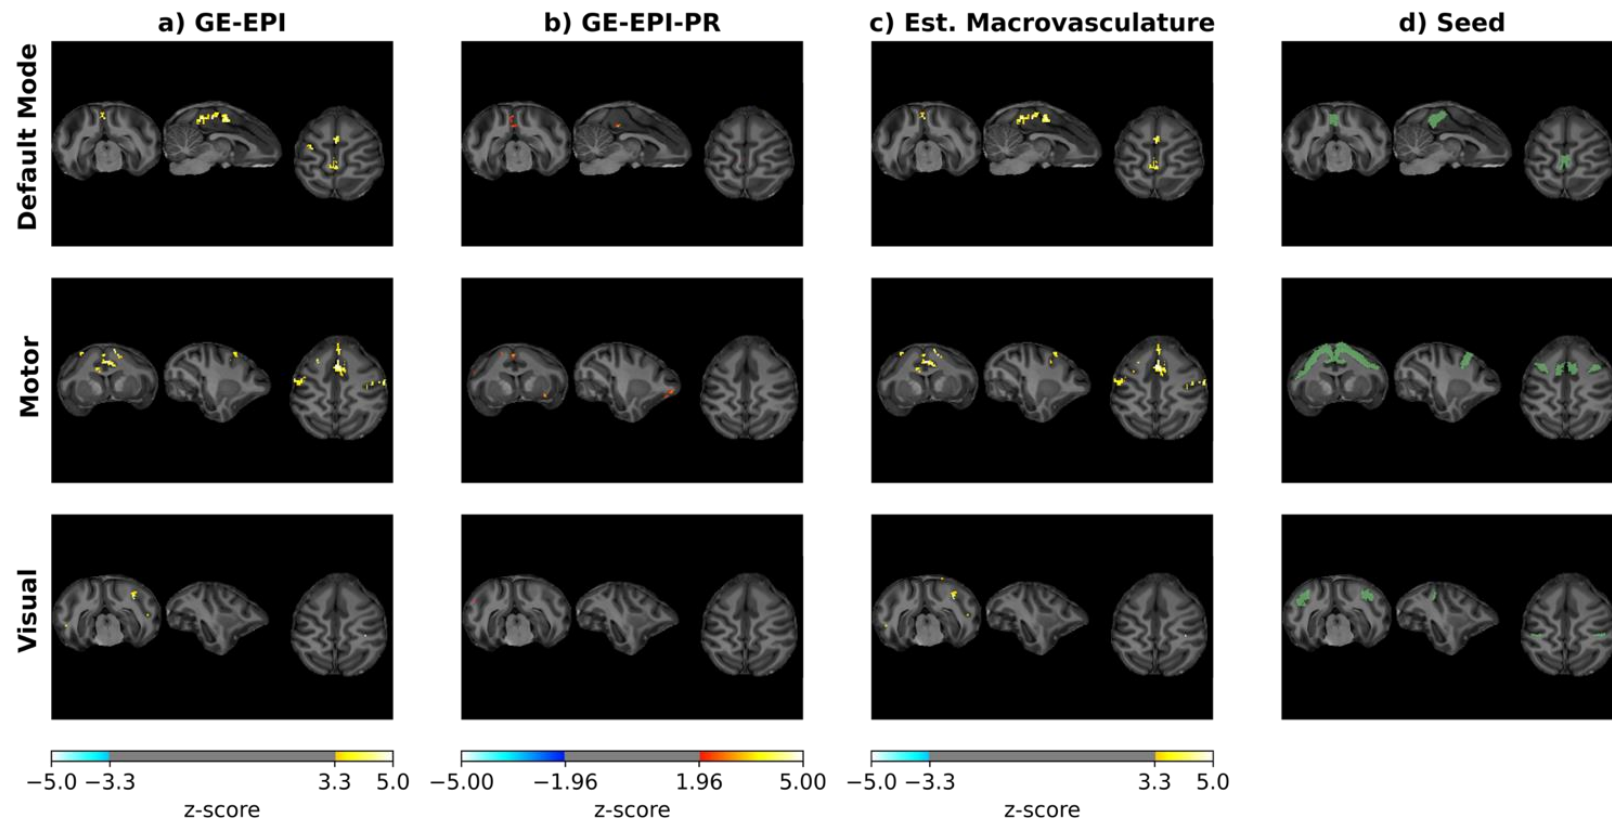 a) GE-EPI
b) GE-EPI-PR
c) Est. Macrovasculature
d) Seed
Default Mode
Motor
Visual
−5.0 −3.3 3.3 5.0
z-score
−5.00 −1.96 1.96 5.00
z-score
−5.0 −3.3 3.3 5.0
z-score